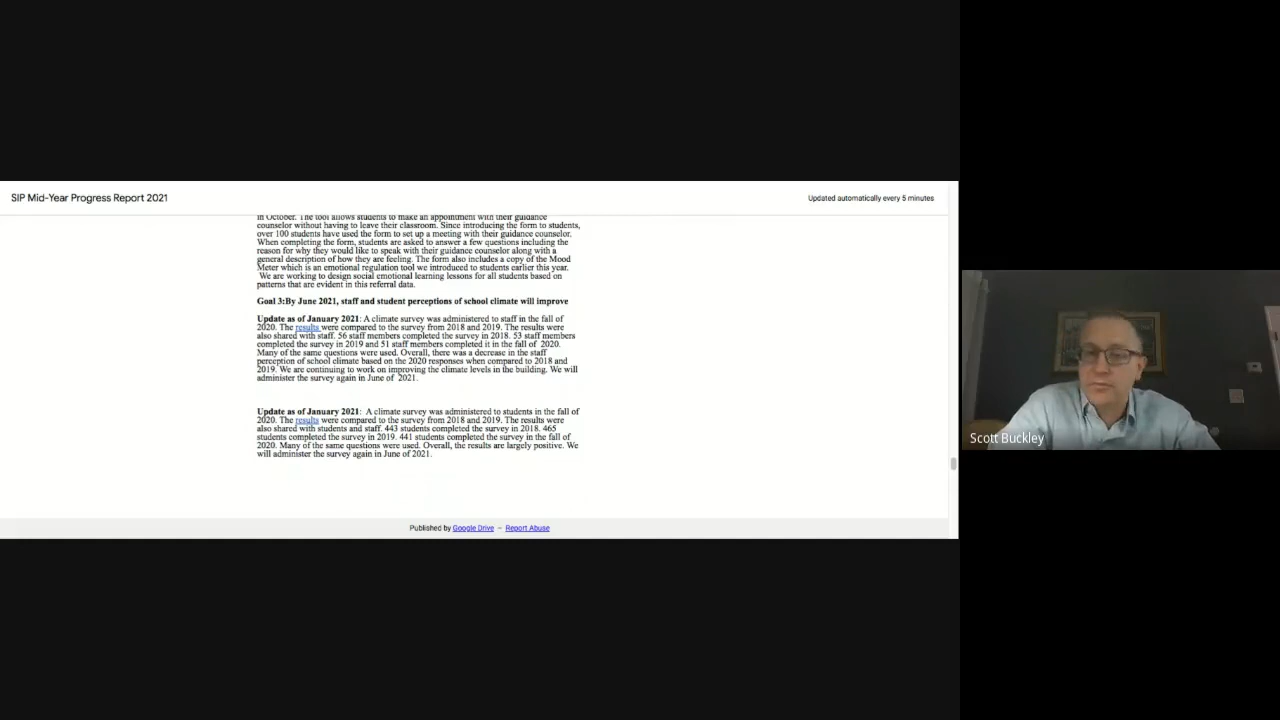 SIP Mid-Year Progress Report 2021
Updated automatically every 5 minutes
in October. The tool allows students to make an appointment with their guidance
counselor without having to leave their classroom. Since introducing the form to students,
over 100 students have used the form to set up a meeting with their guidance counselor.
When completing the form, students are asked to answer a few questions including the
reason for why they would like to speak with their guidance counselor along with a
general description of how they are feeling. The form also includes a copy of the Mood
Meter which is an emotional regulation tool we introduced to students earlier this year.
We are working to design social emotional learning lessons for all students based on
patterns that are evident in this referral data.
Goal 3:By June 2021, staff and student perceptions of school climate will improve
Update as of January 2021: A climate survey was administered to staff in the fall of
2020. The results were compared to the survey from 2018 and 2019. The results were
also shared with staff. 56 staff members completed the survey in 2018. 53 staff members
completed the survey in 2019 and 51 staff members completed it in the fall of 2020.
Many of the same questions were used. Overall, there was a decrease in the staff
perception of school climate based on the 2020 responses when compared to 2018 and
2019. We are continuing to work on improving the climate levels in the building. We will
administer the survey again in June of 2021.
Update as of January 2021: A climate survey was administered to students in the fall of
2020. The results were compared to the survey from 2018 and 2019. The results were
also shared with students and staff. 443 students completed the survey in 2018. 465
students completed the survey in 2019. 441 students completed the survey in the fall of
2020. Many of the same questions were used. Overall, the results are largely positive. We
will administer the survey again in June of 2021.
Published by Google Drive – Report Abuse
Scott Buckley